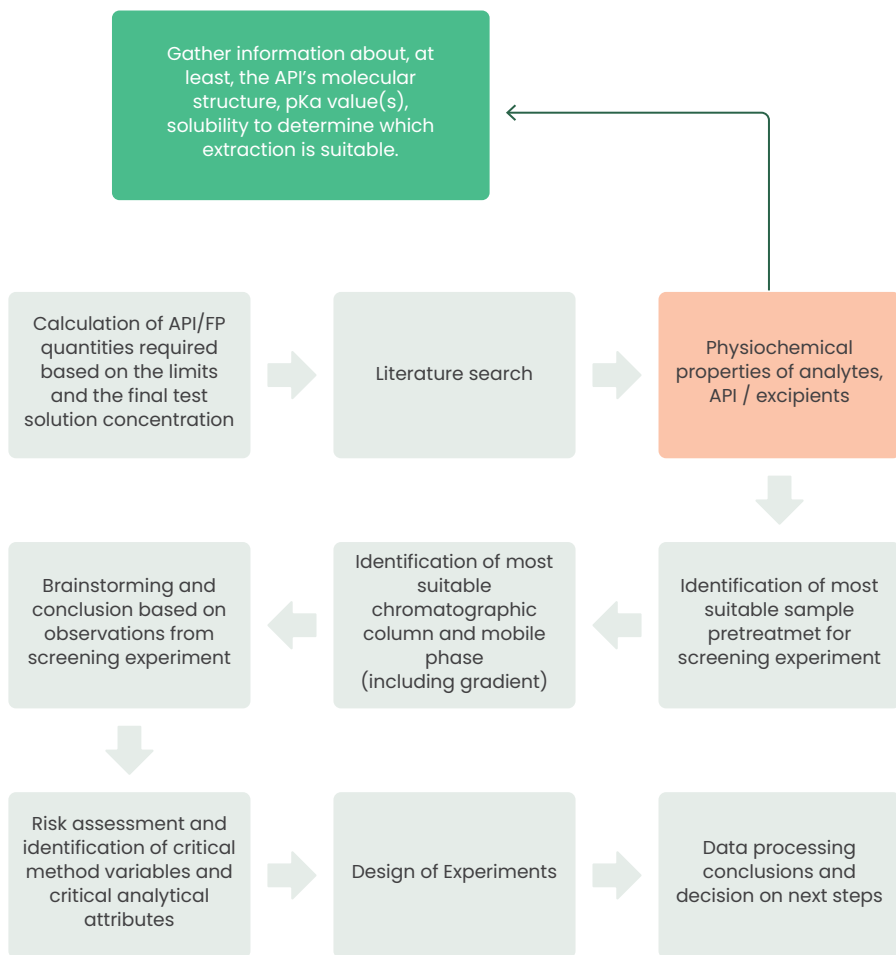 Gather information about, at
least, the API's molecular
structure, pKa value(s),
solubility to determine which
extraction is suitable.
Calculation of API/FP
quantities required
based on the limits
and the final test
solution concentration
Literature search
Physiochemical
properties of analytes,
API / excipients
Identification of most
suitable sample
pretreatmet for
screening experiment
Identification of most
suitable
chromatographic
column and mobile
phase
(including gradient)
Brainstorming and
conclusion based on
observations from
screening experiment
Risk assessment and
identification of critical
method variables and
critical analytical
attributes
Design of Experiments
Data processing
conclusions and
decision on next steps